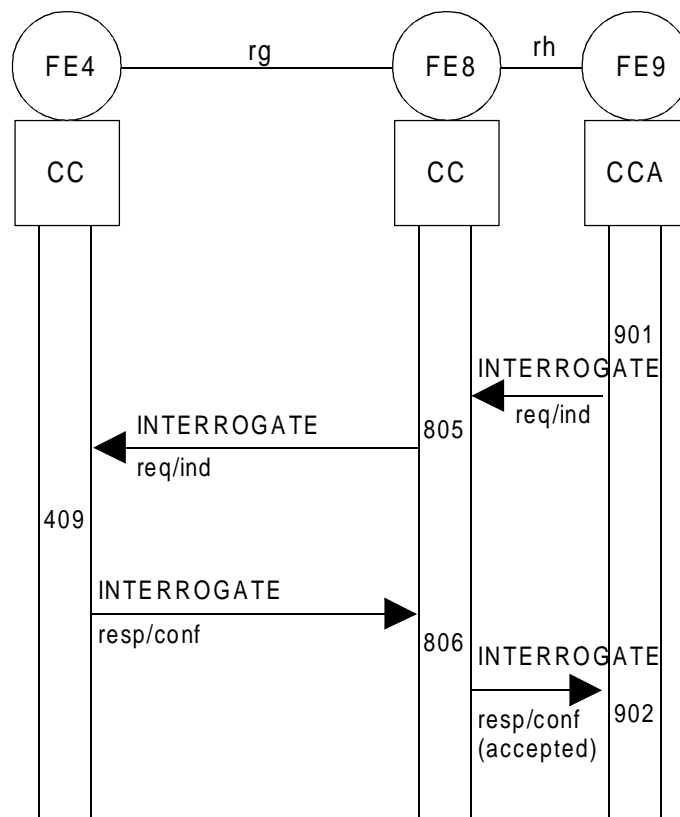 FE4
rg
FE8
rh
FE9
CC
CC
CCA
901
INTERROGATE
req/ind
INTERROGATE
805
req/ind
409
INTERROGATE
resp/conf
806
INTERROGATE
resp/conf
902
(accepted)